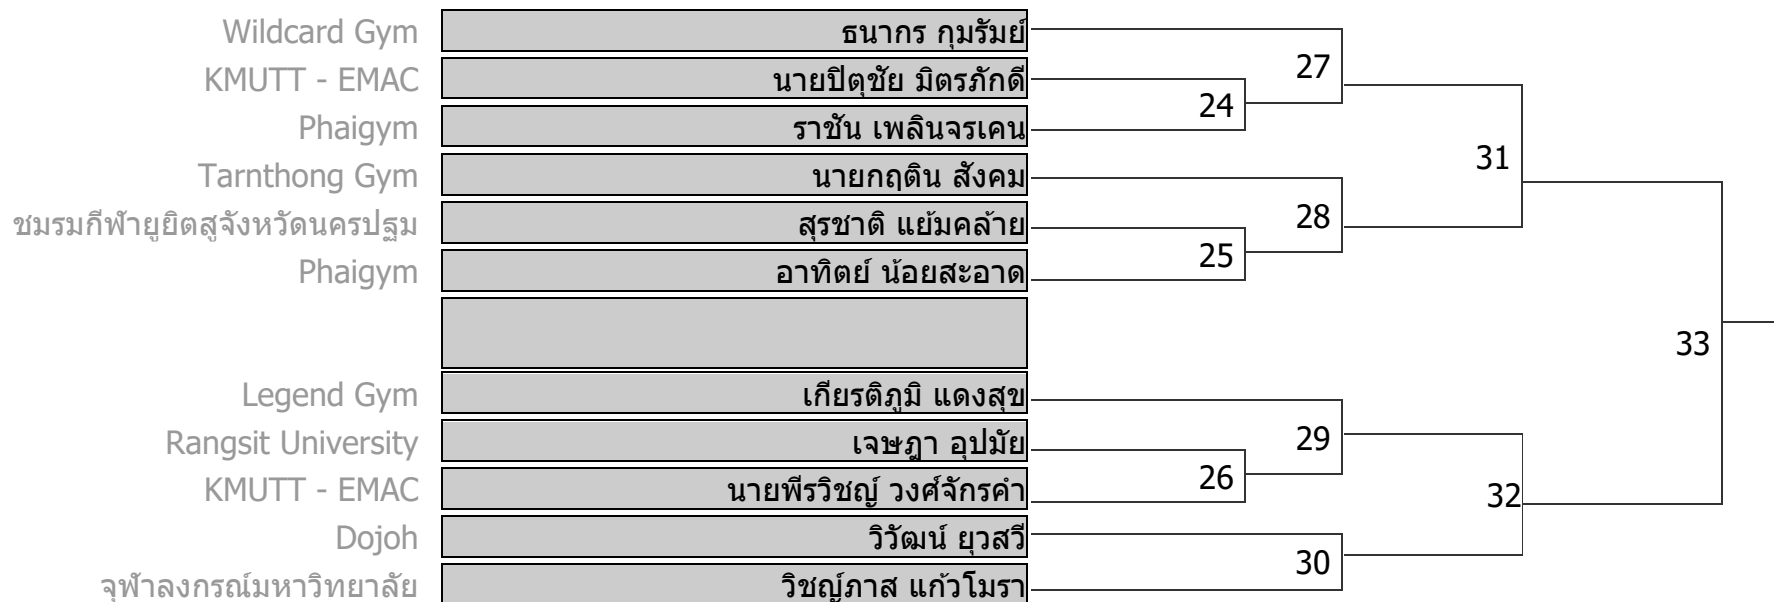 Wildcard Gym ธนากร กุมรัมย์
27
KMUTT - EMAC นายปิตุชัย มิตรภักดี
24
Phaigym ราชัน เพลินจรเคน
31
Tarnthong Gym นายกฤติน สังคม
28
ชมรมกีฬายูยิตสูจังหวัดนครปฐม สุรชาติ แย้มคล้าย
25
Phaigym อาทิตย์ น้อยสะอาด
33
Legend Gym เกียรติภูมิ แดงสุข
29
Rangsit University เจษฎา อุปมัย
26
KMUTT - EMAC นายพีรวิชญ์ วงศ์จักรคำ
32
Dojoh วิวัฒน์ ยุวสวี
30
จุฬาลงกรณ์มหาวิทยาลัย วิชญ์ภาส แก้วโมรา